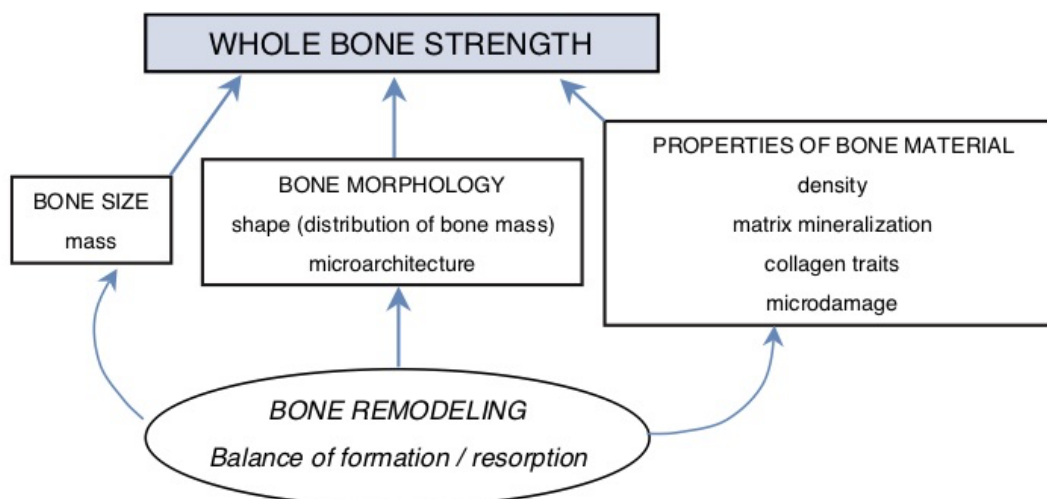 WHOLE BONE STRENGTH
BONE SIZE
mass
BONE MORPHOLOGY
shape (distribution of bone mass)
microarchitecture
PROPERTIES OF BONE MATERIAL
density
matrix mineralization
collagen traits
microdamage
BONE REMODELING
Balance of formation / resorption